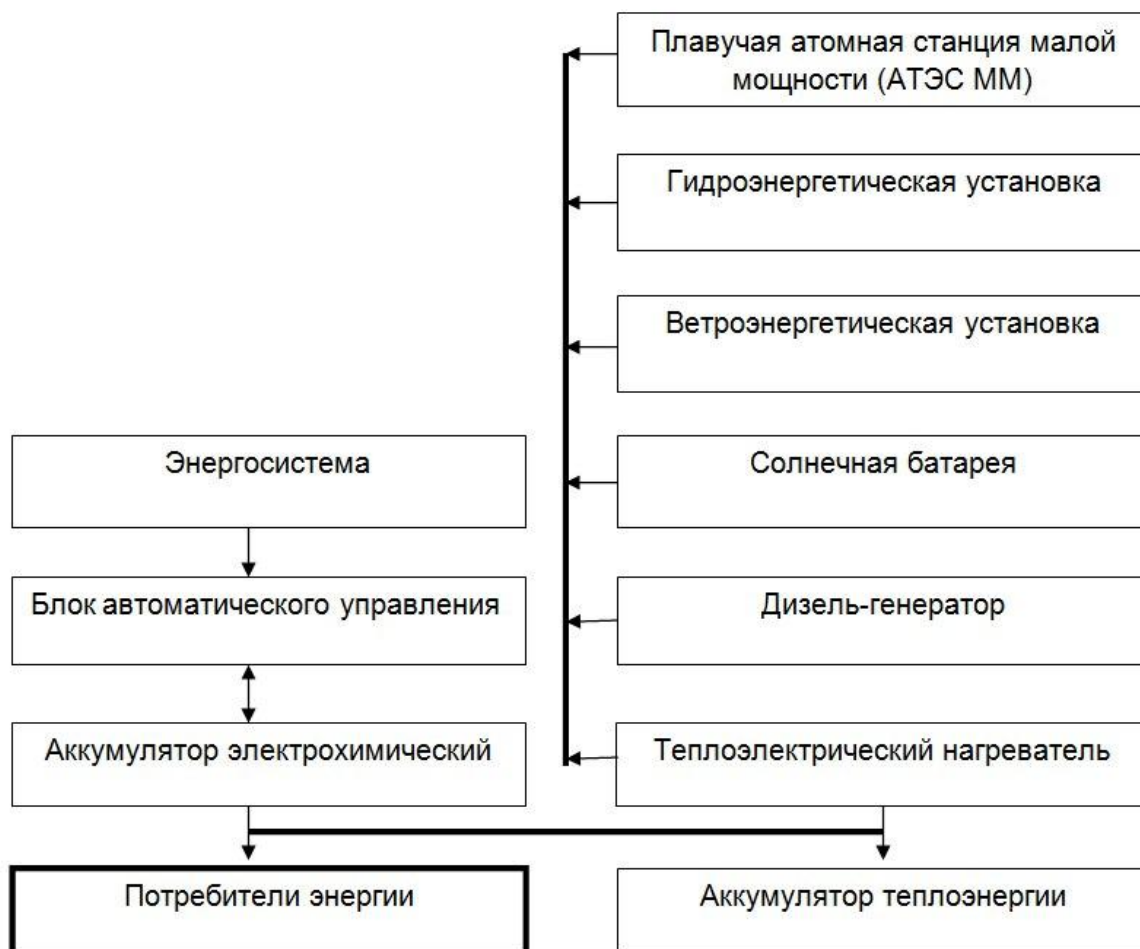 Плавучая атомная станция малой
мощности (АТЭС ММ)
Гидроэнергетическая установка
Ветроэнергетическая установка
Энергосистема
Солнечная батарея
Блок автоматического управления
Дизель-генератор
Аккумулятор электрохимический
Теплоэлектрический нагреватель
Потребители энергии
Аккумулятор теплоэнергии